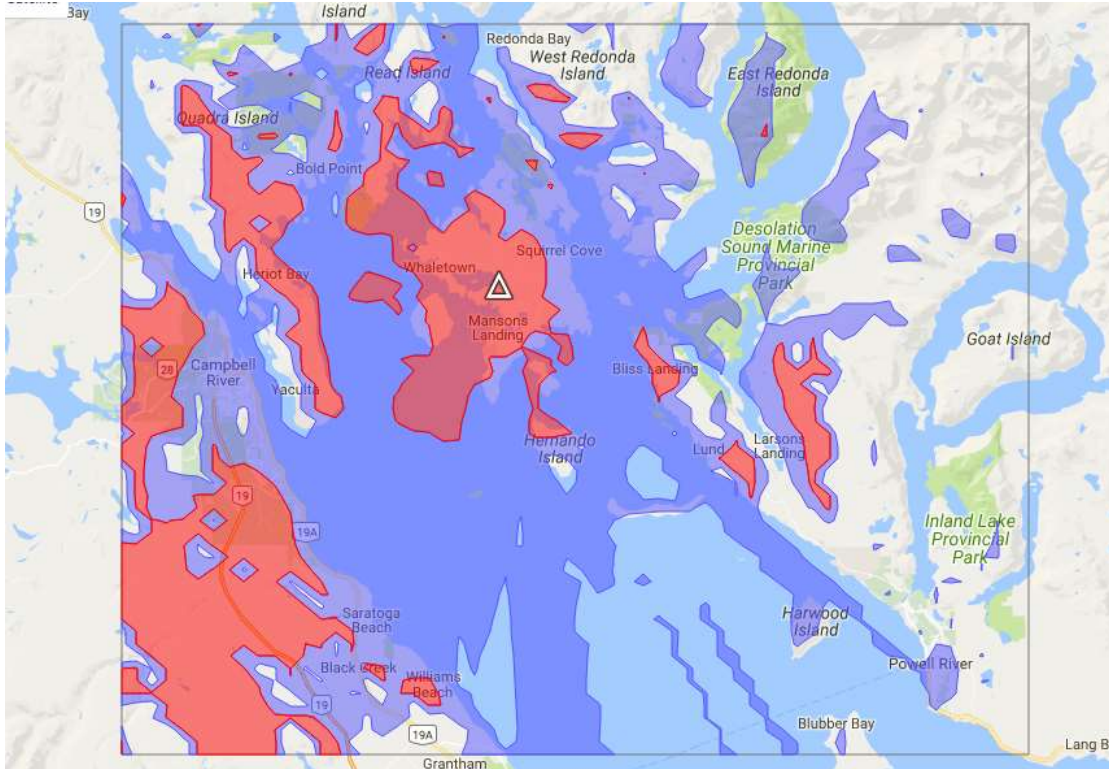 Bay
Island
Redonda Bay
West Redonda
Island
Read Island
East Redonda
Island
Quadra Island
Bold Point
19
Desolation
Sound Marine
Provincial
Park
Squirrel Cove
Whaletown
Heriot Bay
Mansons
Landing
Goat Island
28
Campbell
River
Bliss Landing
Yaculta
Hernando
Island
Lund
Larsons
Landing
19
19A
Inland Lake
Provincial
Park
Saratoga
Beach
Harwood
Island
Black Creek
Williams
Beach
Powell River
19
19A
Blubber Bay
Lang B
Grantham